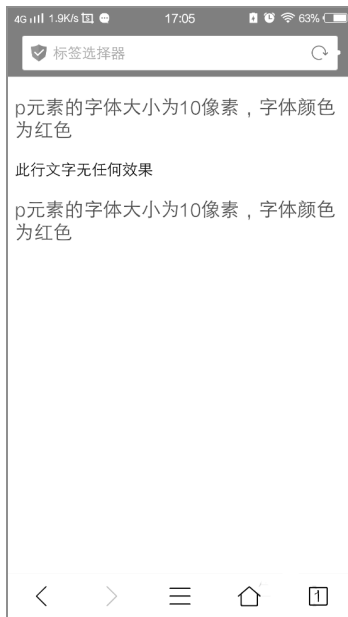 4G 1.9K/s 17:05 63%
标签选择器
p元素的字体大小为10像素，字体颜色
为红色
此行文字无任何效果
p元素的字体大小为10像素，字体颜色
为红色
1